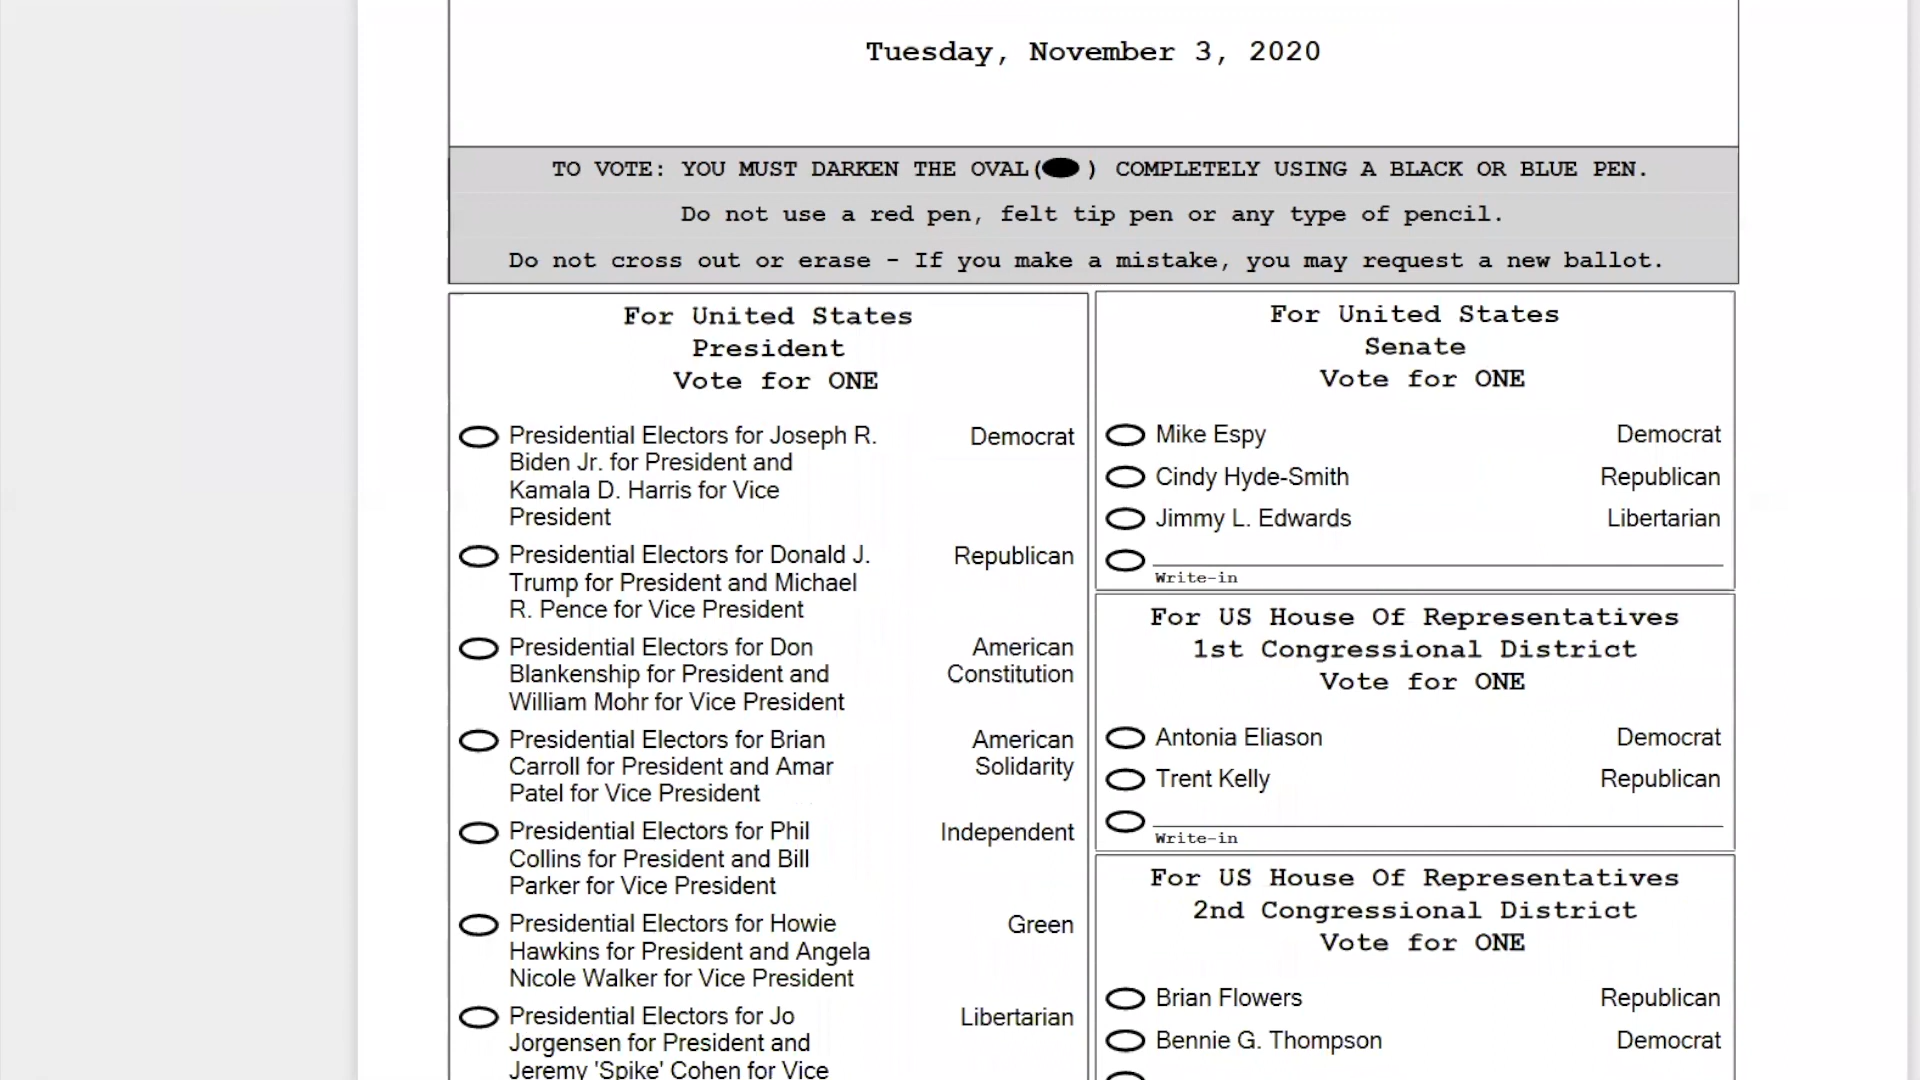 Tuesday, November 3, 2020
TO VOTE: YOU MUST DARKEN THE OVAL( ) COMPLETELY USING A BLACK OR BLUE PEN.
Do not use a red pen, felt tip pen or any type of pencil.
Do not cross out or erase - If you make a mistake, you may request a new ballot.
For United States
President
Vote for ONE
Presidential Electors for Joseph R. Democrat
Biden Jr. for President and
Kamala D. Harris for Vice
President
Presidential Electors for Donald J. Republican
Trump for President and Michael
R. Pence for Vice President
Presidential Electors for Don American
Blankenship for President and Constitution
William Mohr for Vice President
Presidential Electors for Brian American
Carroll for President and Amar Solidarity
Patel for Vice President
Presidential Electors for Phil Independent
Collins for President and Bill
Parker for Vice President
Presidential Electors for Howie Green
Hawkins for President and Angela
Nicole Walker for Vice President
Presidential Electors for Jo Libertarian
Jorgensen for President and
Jeremy 'Spike' Cohen for Vice
For United States
Senate
Vote for ONE
Mike Espy Democrat
Cindy Hyde-Smith Republican
Jimmy L. Edwards Libertarian
Write-in
For US House Of Representatives
1st Congressional District
Vote for ONE
Antonia Eliason Democrat
Trent Kelly Republican
Write-in
For US House Of Representatives
2nd Congressional District
Vote for ONE
Brian Flowers Republican
Bennie G. Thompson Democrat